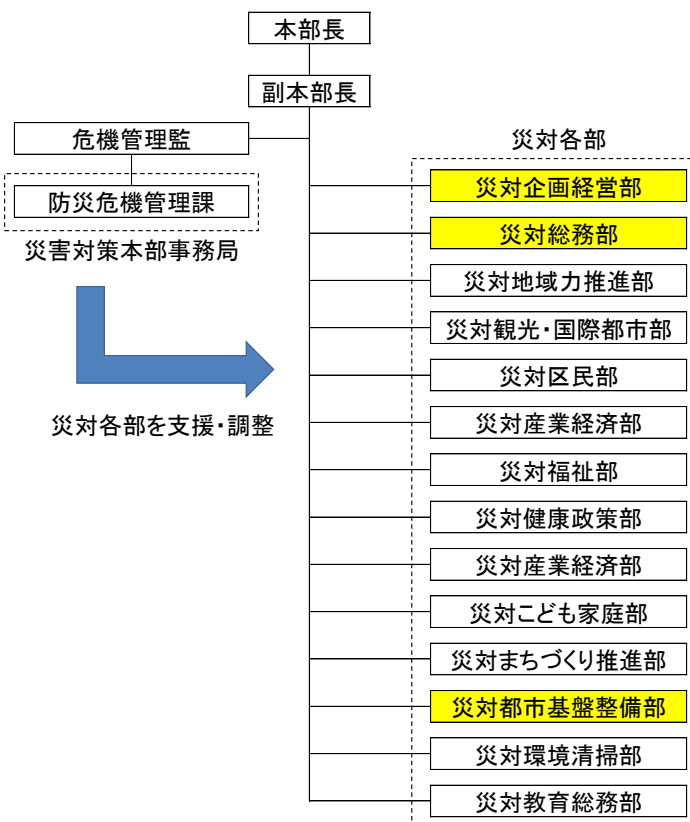 本部長
副本部長
危機管理監
防災危機管理課
災害対策本部事務局
災対各部を支援・調整
災対各部
災対企画経営部
災対総務部
災対地域力推進部
災対観光・国際都市部
災対区民部
災対産業経済部
災対福祉部
災対健康政策部
災対産業経済部
災対こども家庭部
災対まちづくり推進部
災対都市基盤整備部
災対環境清掃部
災対教育総務部